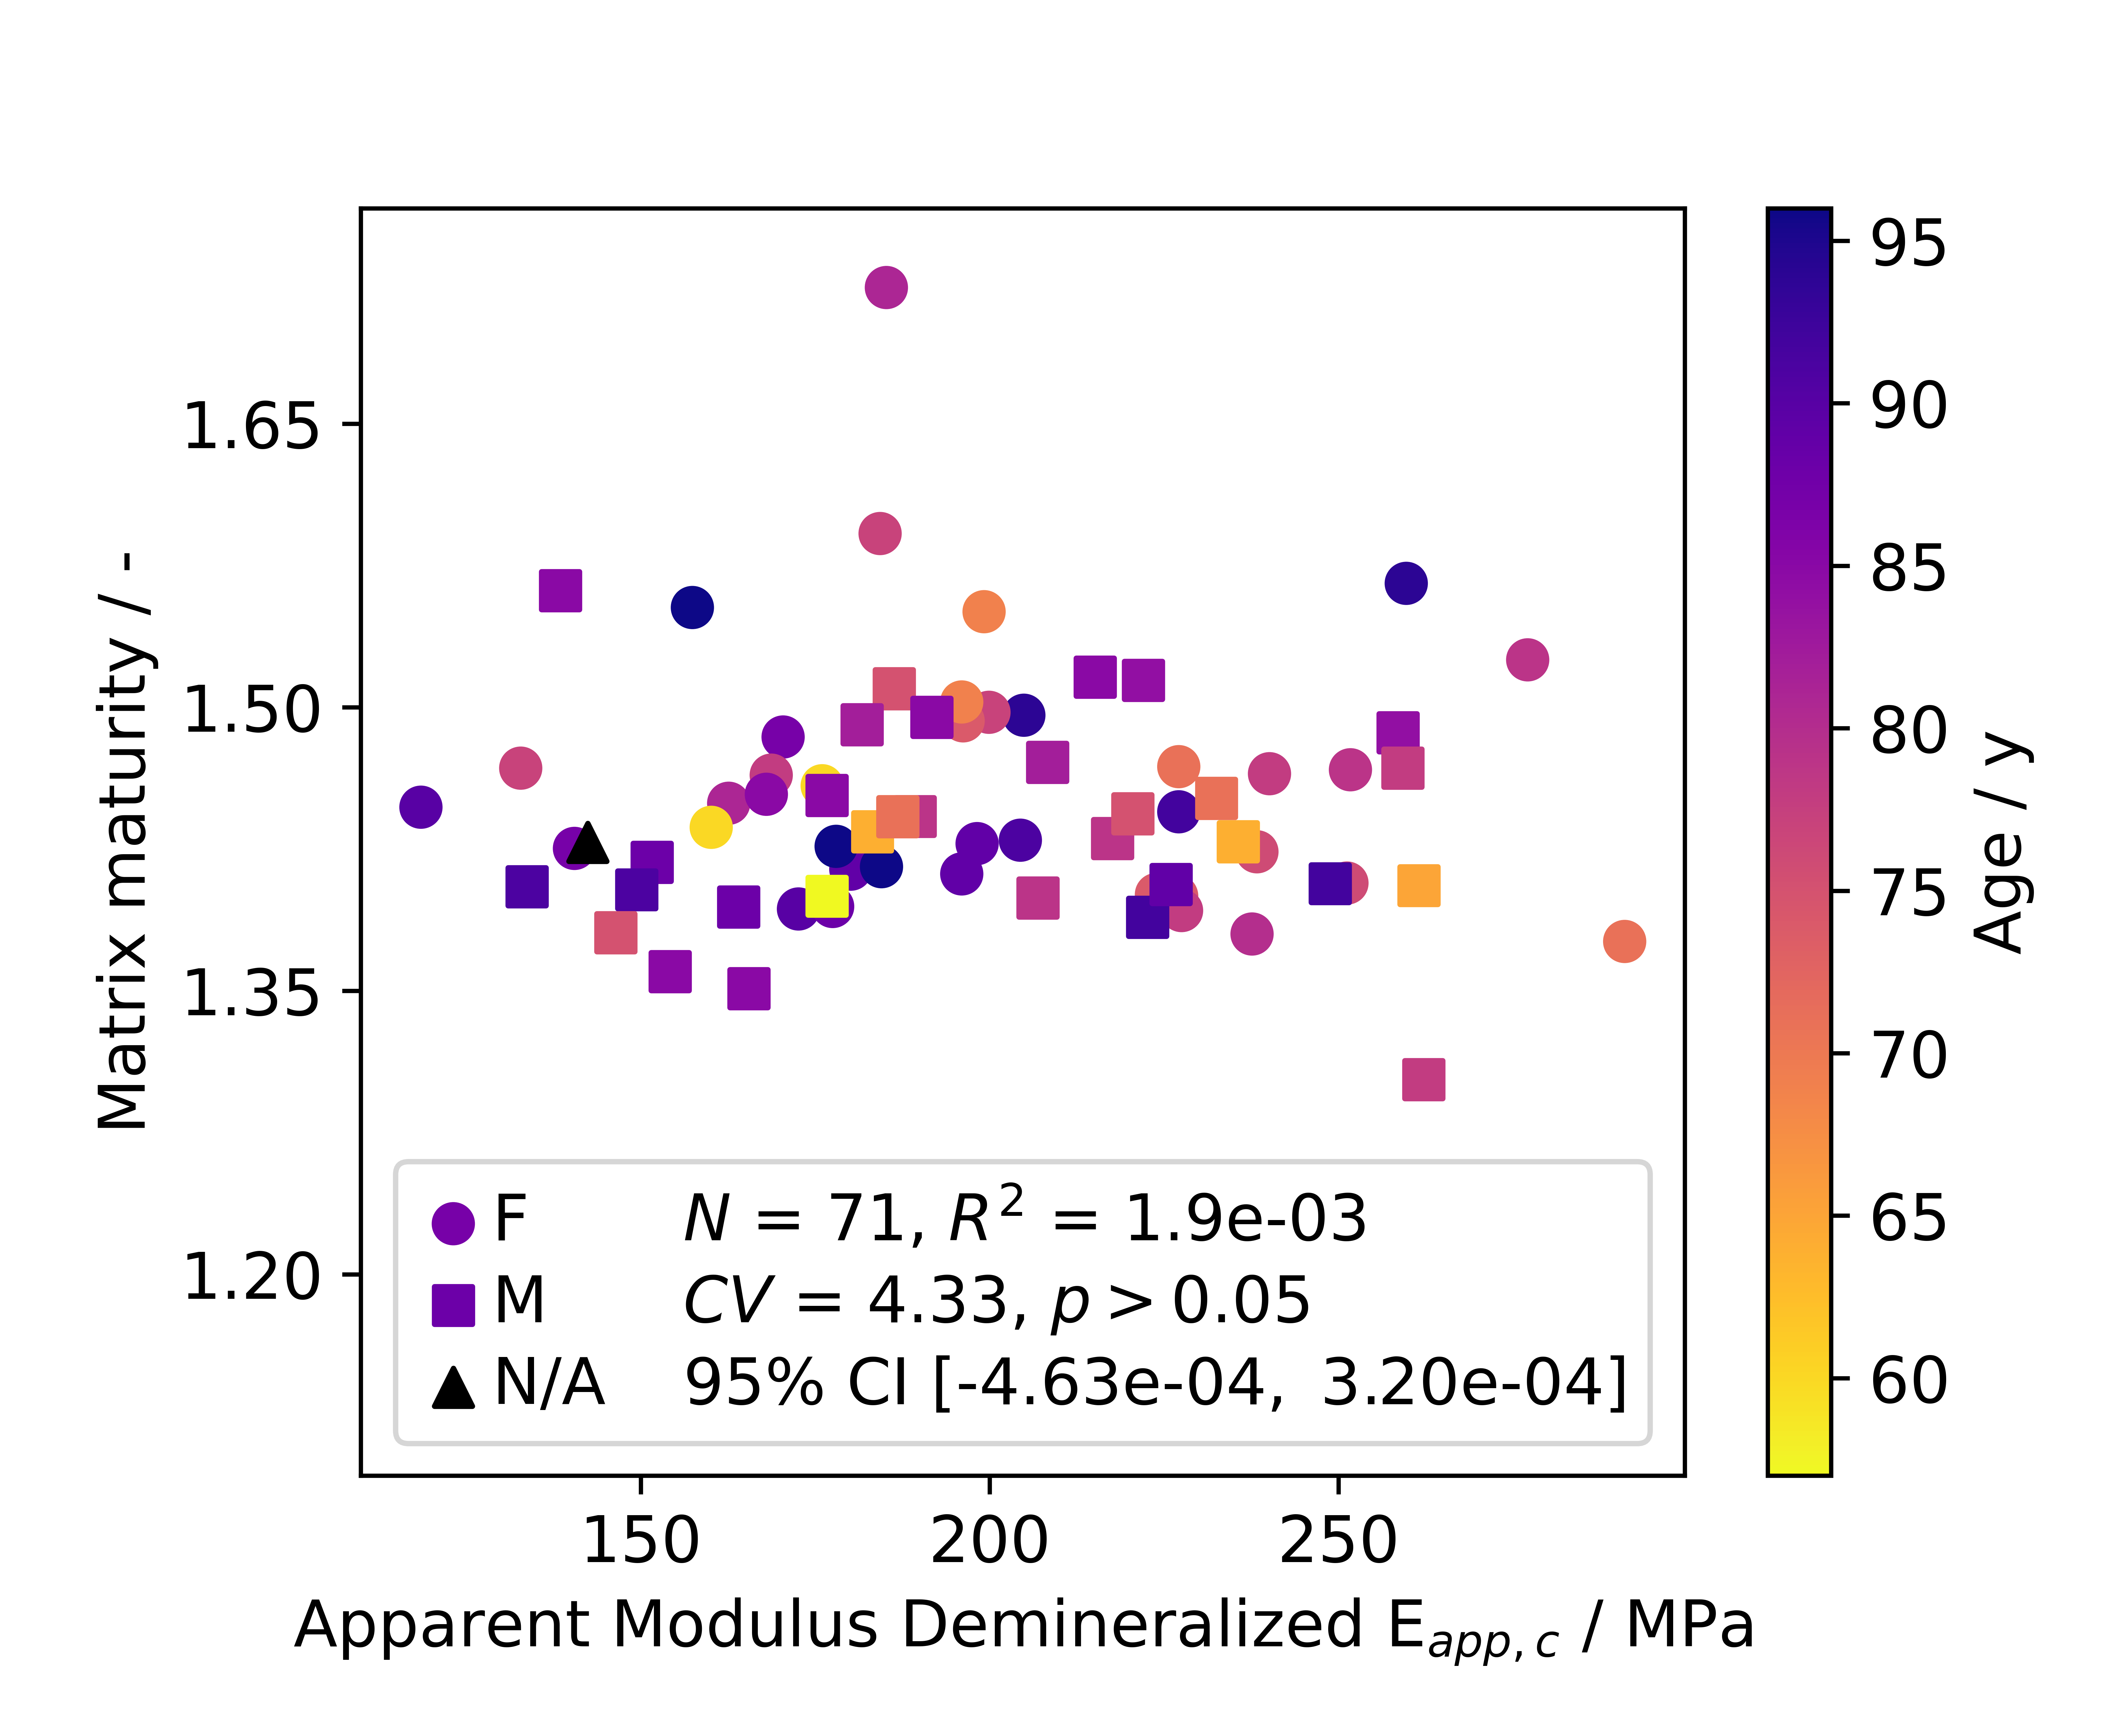 Matrix maturity / -
1.65
1.50
1.35
1.20
F N = 71, R² = 1.9e-03
M CV = 4.33, p > 0.05
N/A 95% CI [-4.63e-04, 3.20e-04]
150 200 250
Apparent Modulus Demineralized E_app, c / MPa
95
90
85
80
75
70
65
60
Age / y